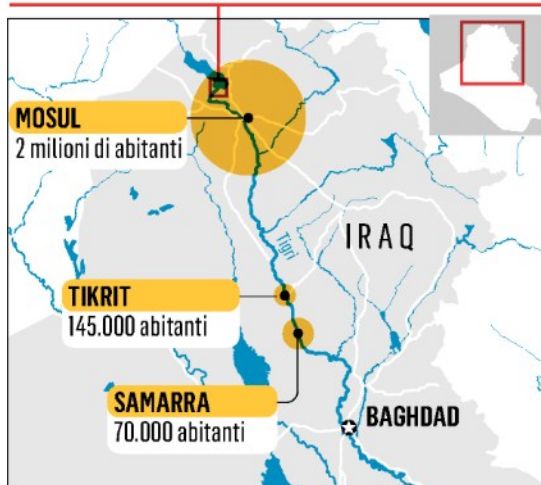 MOSUL
2 milioni di abitanti
Tigri
IRAQ
TIKRIT
145.000 abitanti
SAMARRA
70.000 abitanti
BAGHDAD